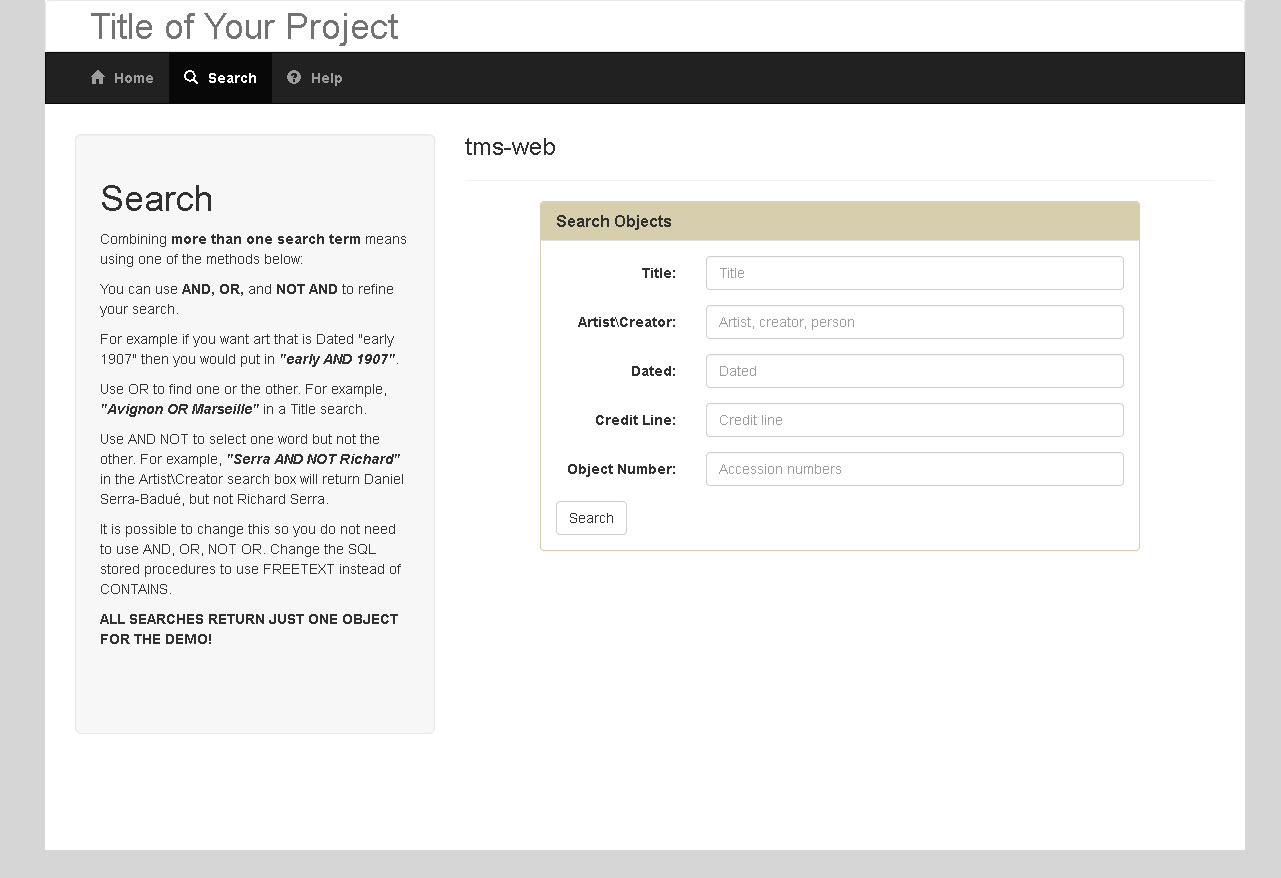 Title of Your Project
Home Search Help
Search
Combining more than one search term means
using one of the methods below:
You can use AND, OR, and NOT AND to refine
your search.
For example if you want art that is Dated "early
1907" then you would put in "early AND 1907".
Use OR to find one or the other. For example,
"Avignon OR Marseille" in a Title search.
Use AND NOT to select one word but not the
other. For example, "Serra AND NOT Richard"
in the Artist\Creator search box will return Daniel
Serra-Badué, but not Richard Serra.
It is possible to change this so you do not need
to use AND, OR, NOT OR. Change the SQL
stored procedures to use FREETEXT instead of
CONTAINS.
ALL SEARCHES RETURN JUST ONE OBJECT
FOR THE DEMO!
tms-web
Search Objects
Title: Title
Artist\Creator: Artist, creator, person
Dated: Dated
Credit Line: Credit line
Object Number: Accession numbers
Search